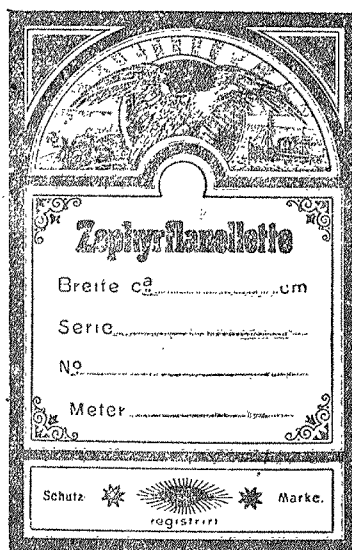 Zephyrflanellette
Breite ca cm
Serie
No
Meter
Schutz Marke.
registrirt